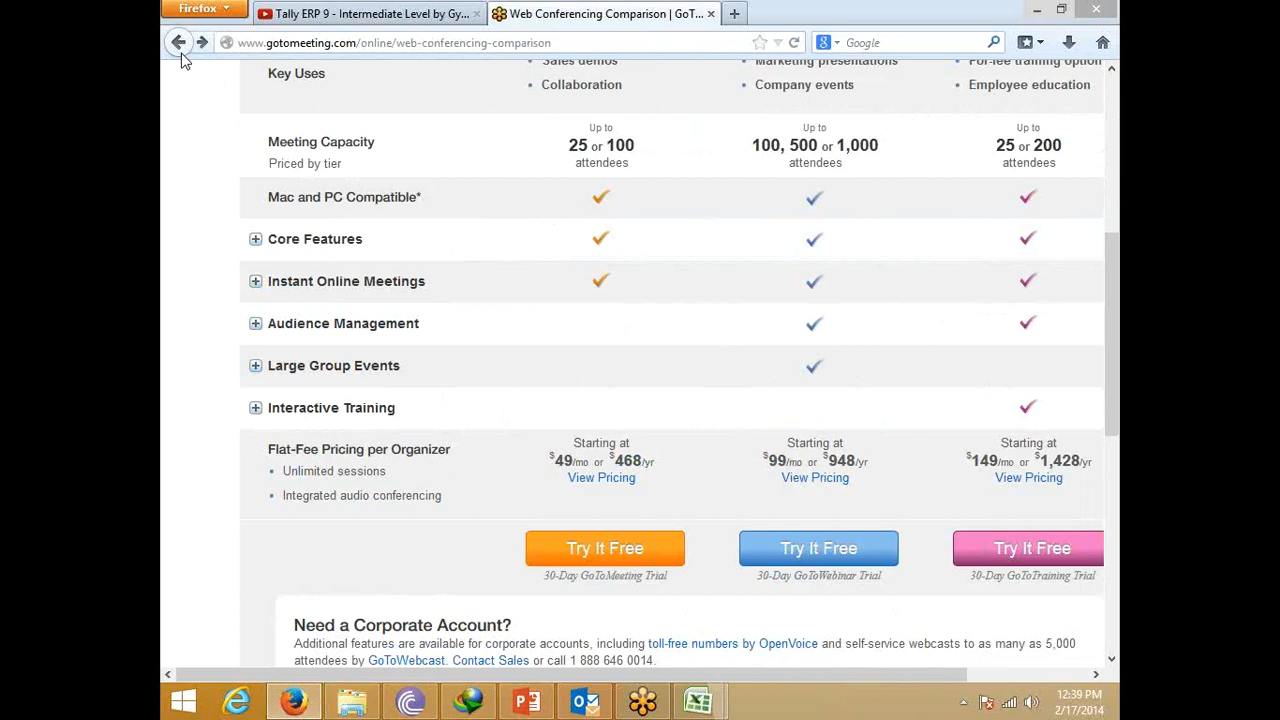 Firefox
Tally ERP 9 - Intermediate Level by Gy...
Web Conferencing Comparison | GoT...
www.gotomeeting.com/online/web-conferencing-comparison
Google
Sales demos
Marketing presentations
For-fee training option
Key Uses
Collaboration
Company events
Employee education
Meeting Capacity
Priced by tier
Up to
25 or 100
attendees
Up to
100, 500 or 1,000
attendees
Up to
25 or 200
attendees
Mac and PC Compatible*
Core Features
Instant Online Meetings
Audience Management
Large Group Events
Interactive Training
Flat-Fee Pricing per Organizer
Unlimited sessions
Integrated audio conferencing
Starting at
$49/mo or $468/yr
View Pricing
Starting at
$99/mo or $948/yr
View Pricing
Starting at
$149/mo or $1,428/yr
View Pricing
Try It Free
30-Day GoToMeeting Trial
Try It Free
30-Day GoToWebinar Trial
Try It Free
30-Day GoToTraining Trial
Need a Corporate Account?
Additional features are available for corporate accounts, including toll-free numbers by OpenVoice and self-service webcasts to as many as 5,000
attendees by GoToWebcast. Contact Sales or call 1 888 646 0014.
12:39 PM
2/17/2014